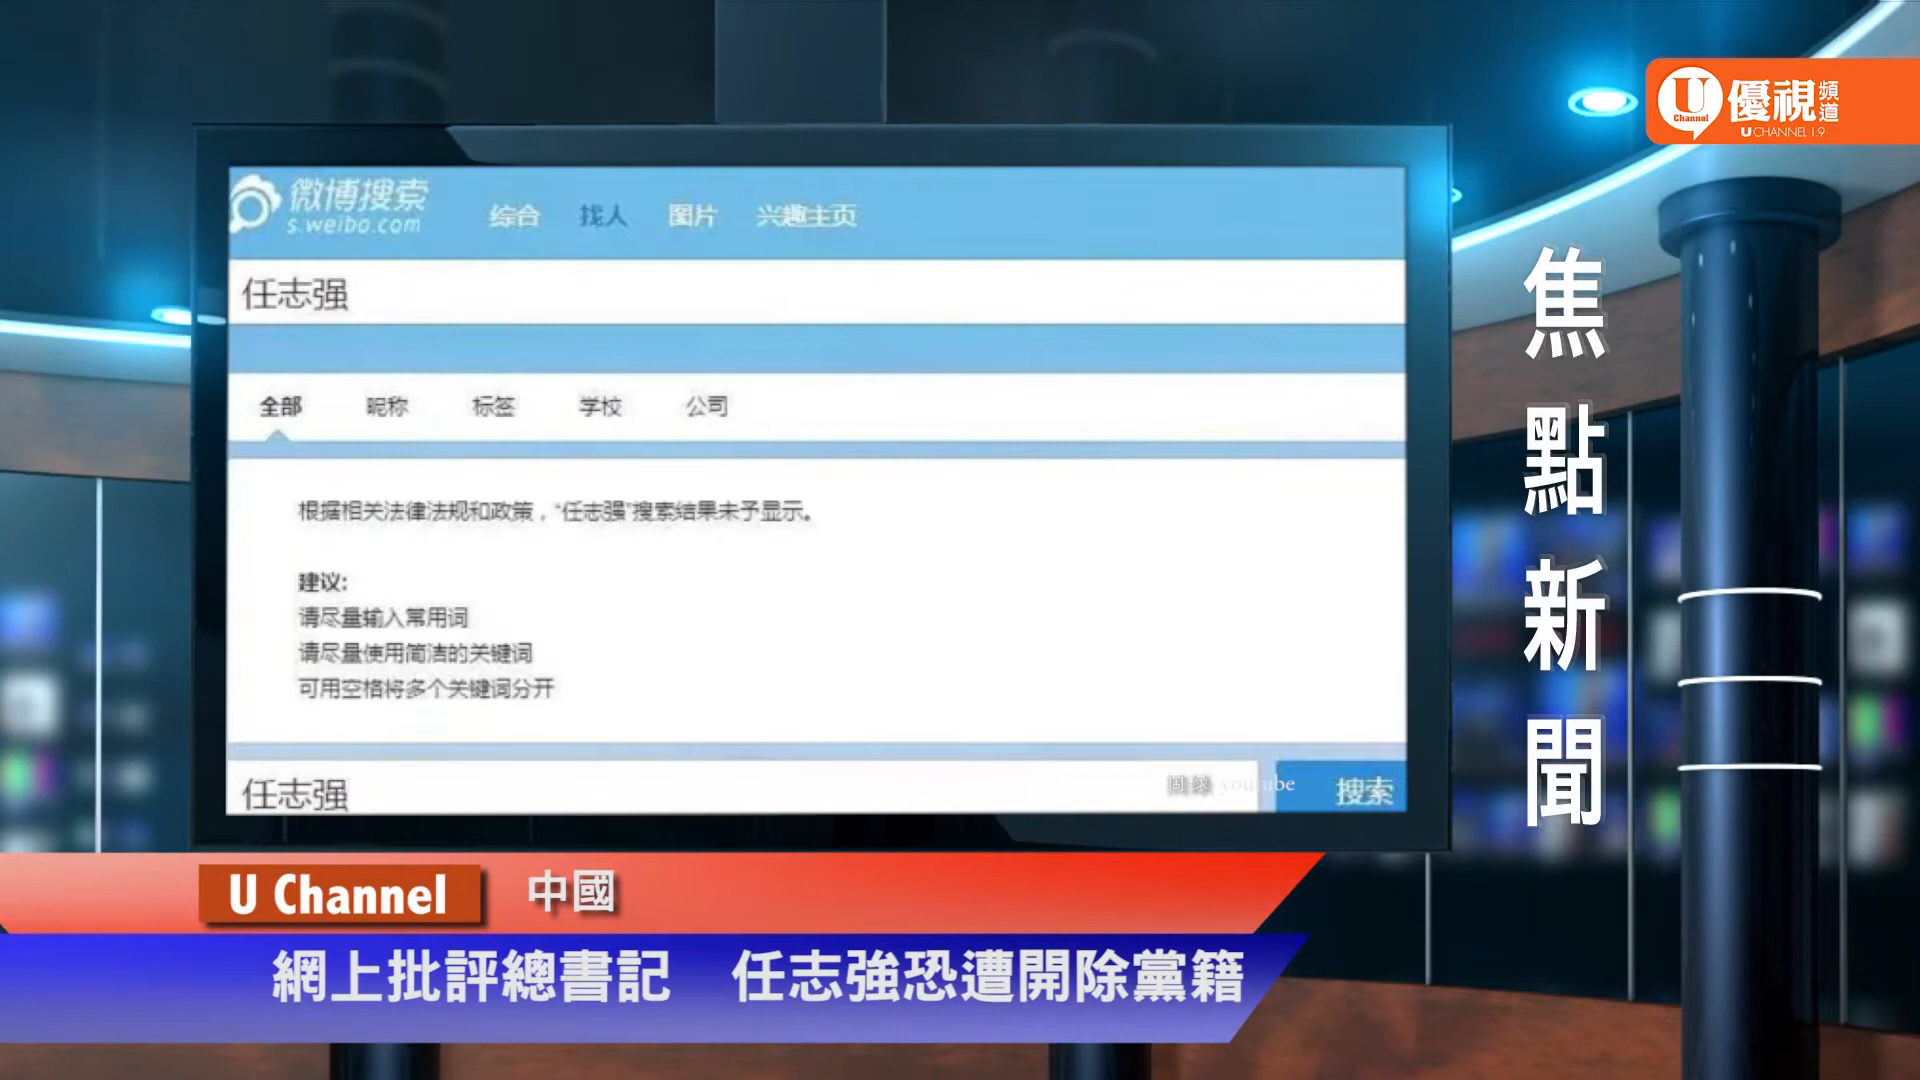 U Channel 優視頻道
U CHANNEL 1.9
微博搜索
s.weibo.com
综合 找人 图片 兴趣主页
任志强
全部 昵称 标签 学校 公司
根据相关法律法规和政策，“任志强”搜索结果未予显示。
建议:
请尽量输入常用词
请尽量使用简洁的关键词
可用空格将多个关键词分开
任志强
youtube
搜索
焦點新聞
U Channel 中國
網上批評總書記 任志強恐遭開除黨籍